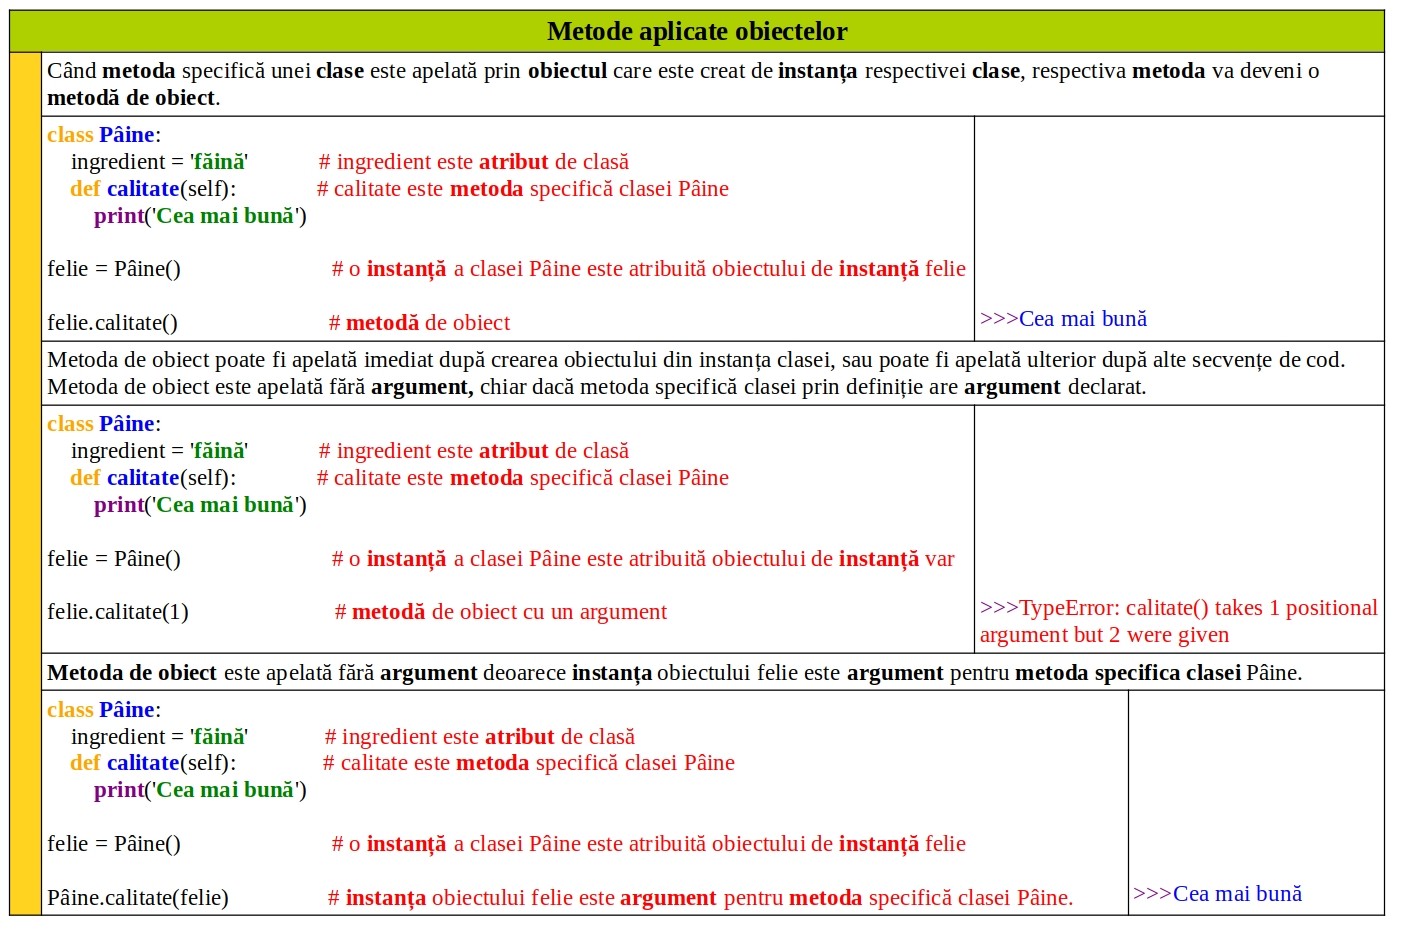 Metode aplicate obiectelor
Când metoda specifică unei clase este apelată prin obiectul care este creat de instanța respectivei clase, respectiva metoda va deveni o
metodă de obiect.
class Pâine:
ingredient = 'făină' # ingredient este atribut de clasă
def calitate(self): # calitate este metoda specifică clasei Pâine
print('Cea mai bună')
felie = Pâine() # o instanță a clasei Pâine este atribuită obiectului de instanță felie
felie.calitate() # metodă de obiect
>>>Cea mai bună
Metoda de obiect poate fi apelată imediat după crearea obiectului din instanța clasei, sau poate fi apelată ulterior după alte secvențe de cod.
Metoda de obiect este apelată fără argument, chiar dacă metoda specifică clasei prin definiție are argument declarat.
class Pâine:
ingredient = 'făină' # ingredient este atribut de clasă
def calitate(self): # calitate este metoda specifică clasei Pâine
print('Cea mai bună')
felie = Pâine() # o instanță a clasei Pâine este atribuită obiectului de instanță var
felie.calitate(1) # metodă de obiect cu un argument
>>>TypeError: calitate() takes 1 positional
argument but 2 were given
Metoda de obiect este apelată fără argument deoarece instanța obiectului felie este argument pentru metoda specifica clasei Pâine.
class Pâine:
ingredient = 'făină' # ingredient este atribut de clasă
def calitate(self): # calitate este metoda specifică clasei Pâine
print('Cea mai bună')
felie = Pâine() # o instanță a clasei Pâine este atribuită obiectului de instanță felie
Pâine.calitate(felie) # instanța obiectului felie este argument pentru metoda specifică clasei Pâine.
>>>Cea mai bună